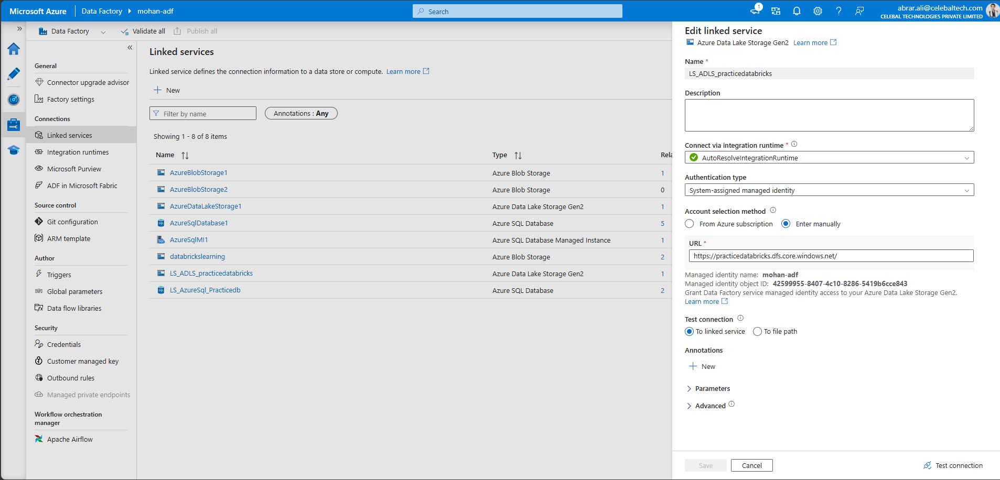 Microsoft Azure
Data Factory
mohan-adf
Search
1
abrar.ali@celebaltech.com
CELEBAL TECHNOLOGIES PRIVATE LIMITED
Data Factory
Validate all
Publish all
General
Connector upgrade advisor
Factory settings
Connections
Linked services
Integration runtimes
Microsoft Purview
ADF in Microsoft Fabric
Source control
Git configuration
ARM template
Author
Triggers
Global parameters
Data flow libraries
Security
Credentials
Customer managed key
Outbound rules
Managed private endpoints
Workflow orchestration
manager
Apache Airflow
Linked services
Linked service defines the connection information to a data store or compute. Learn more
New
Filter by name
Annotations : Any
Showing 1 - 8 of 8 items
Name Type Rela
AzureBlobStorage1 Azure Blob Storage 1
AzureBlobStorage2 Azure Blob Storage 0
AzureDataLakeStorage1 Azure Data Lake Storage Gen2 1
AzureSqlDatabase1 Azure SQL Database 5
AzureSqlMI1 Azure SQL Database Managed Instance 1
databrickslearning Azure Blob Storage 2
LS_ADLS_practicedatabricks Azure Data Lake Storage Gen2 1
LS_AzureSql_Practicedb Azure SQL Database 2
Edit linked service
Azure Data Lake Storage Gen2 Learn more
Name *
LS_ADLS_practicedatabricks
Description
Connect via integration runtime *
AutoResolveIntegrationRuntime
Authentication type
System-assigned managed identity
Account selection method
From Azure subscription Enter manually
URL *
https://practicedatabricks.dfs.core.windows.net/
Managed identity name: mohan-adf
Managed identity object ID: 42599955-8407-4c10-8286-5419b6cce843
Grant Data Factory service managed identity access to your Azure Data Lake Storage Gen2.
Learn more
Test connection
To linked service To file path
Annotations
New
Parameters
Advanced
Save Cancel Test connection